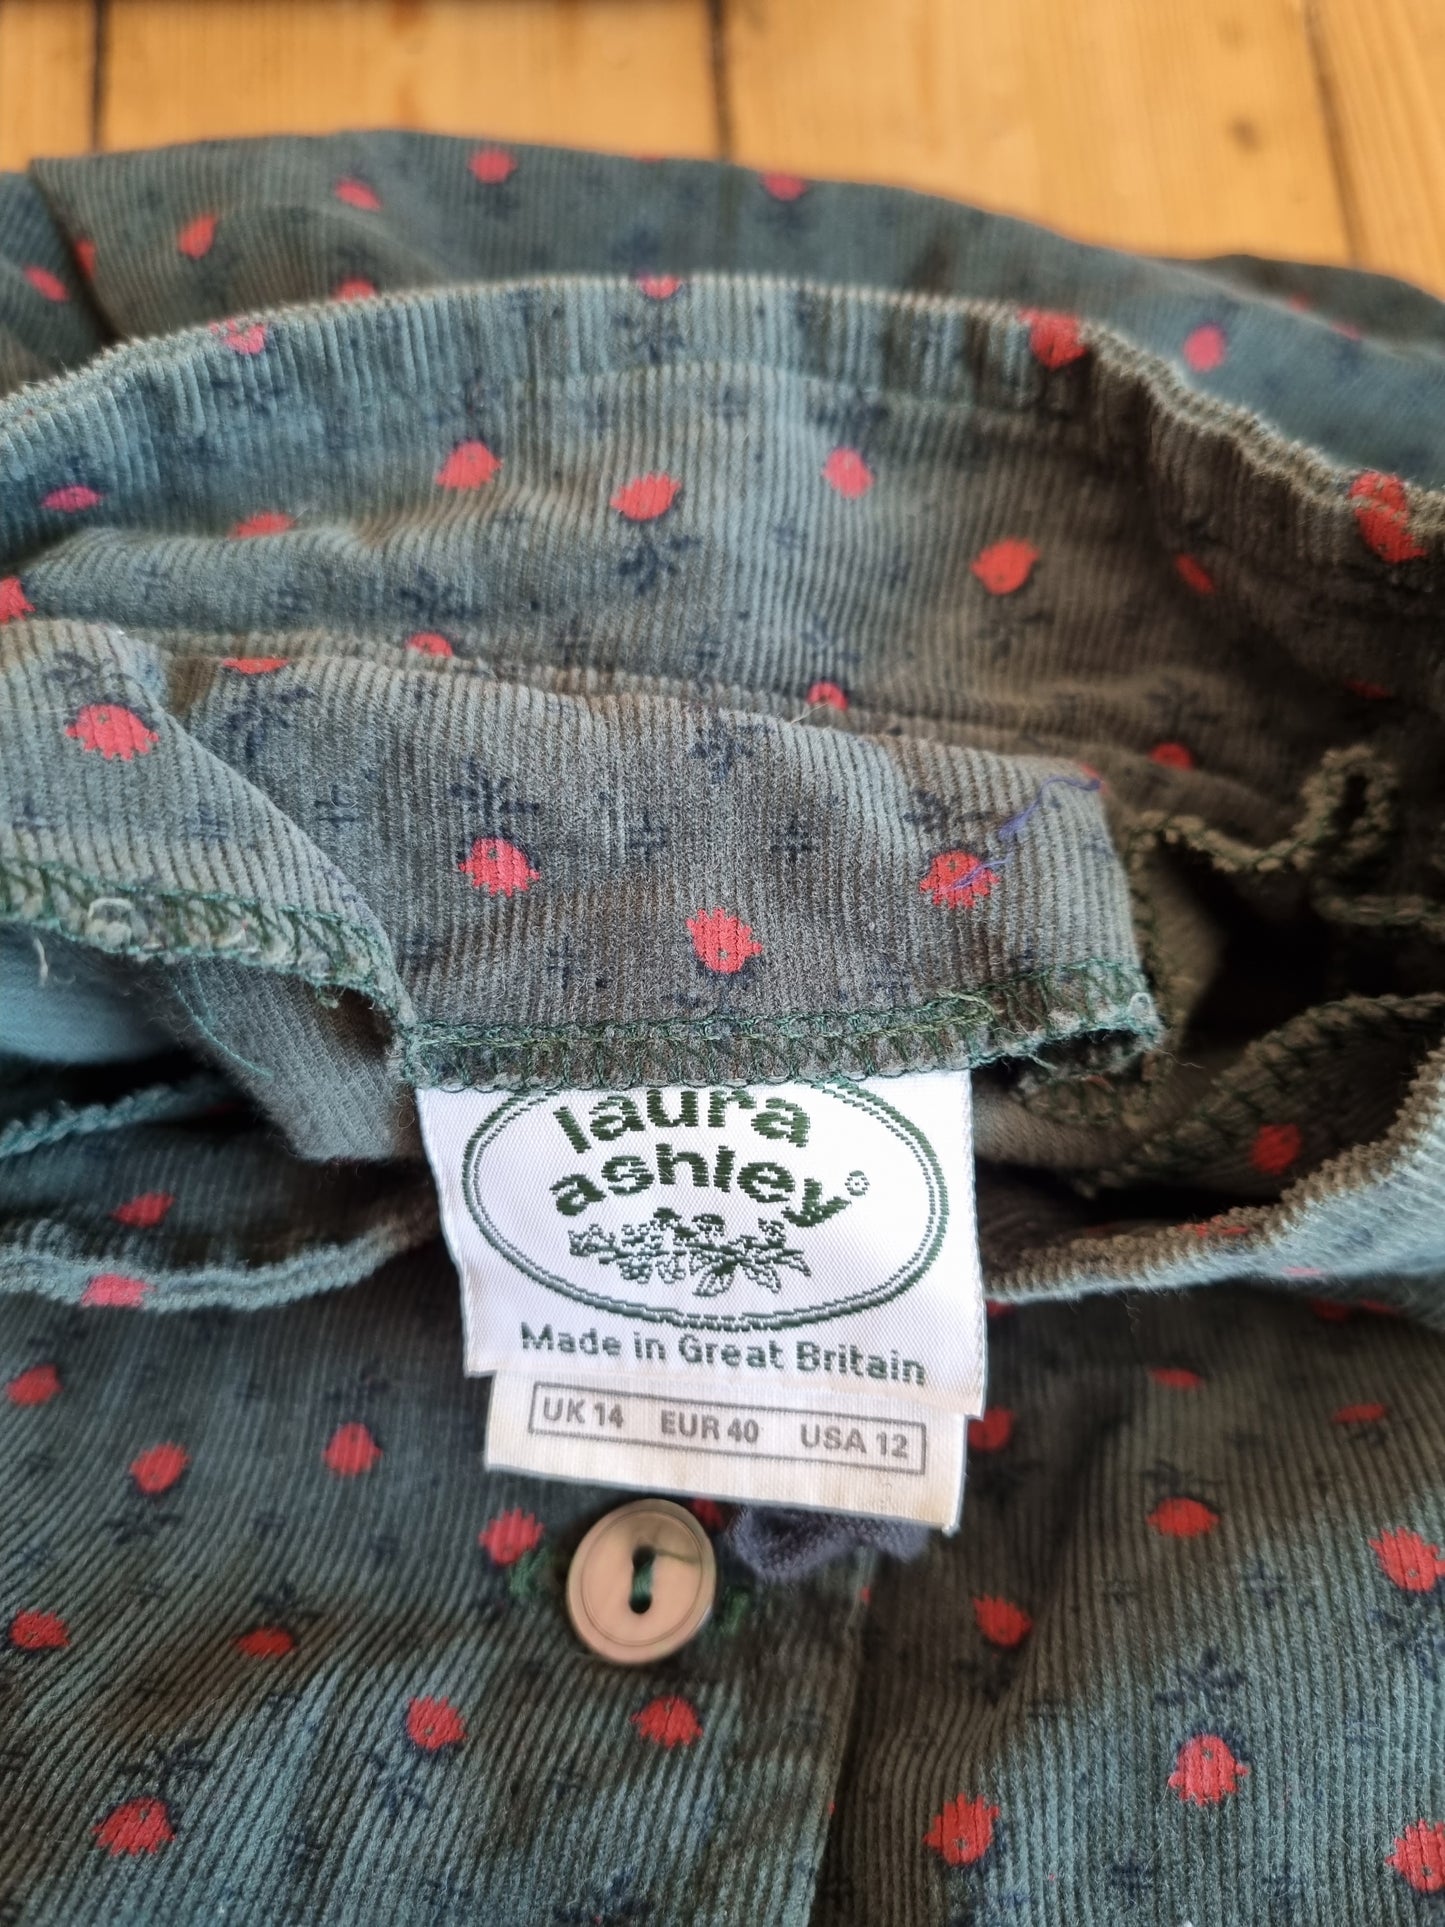 laura
ashley®
Made in Great Britain
UK 14 EUR 40 USA 12